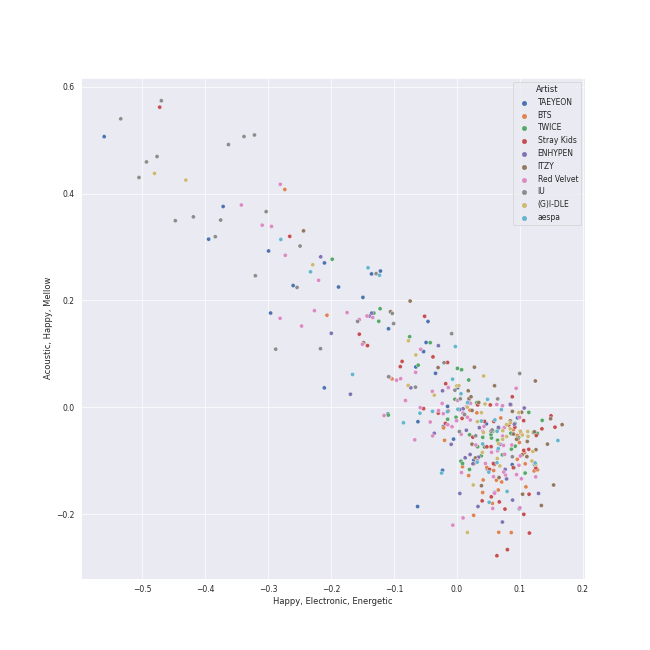 Artist
TAEYEON
BTS
TWICE
Stray Kids
ENHYPEN
ITZY
Red Velvet
IU
(G)I-DLE
aespa
Acoustic, Happy, Mellow
0.6
0.4
0.2
0.0
−0.2
−0.5 −0.4 −0.3 −0.2 −0.1 0.0 0.1 0.2
Happy, Electronic, Energetic